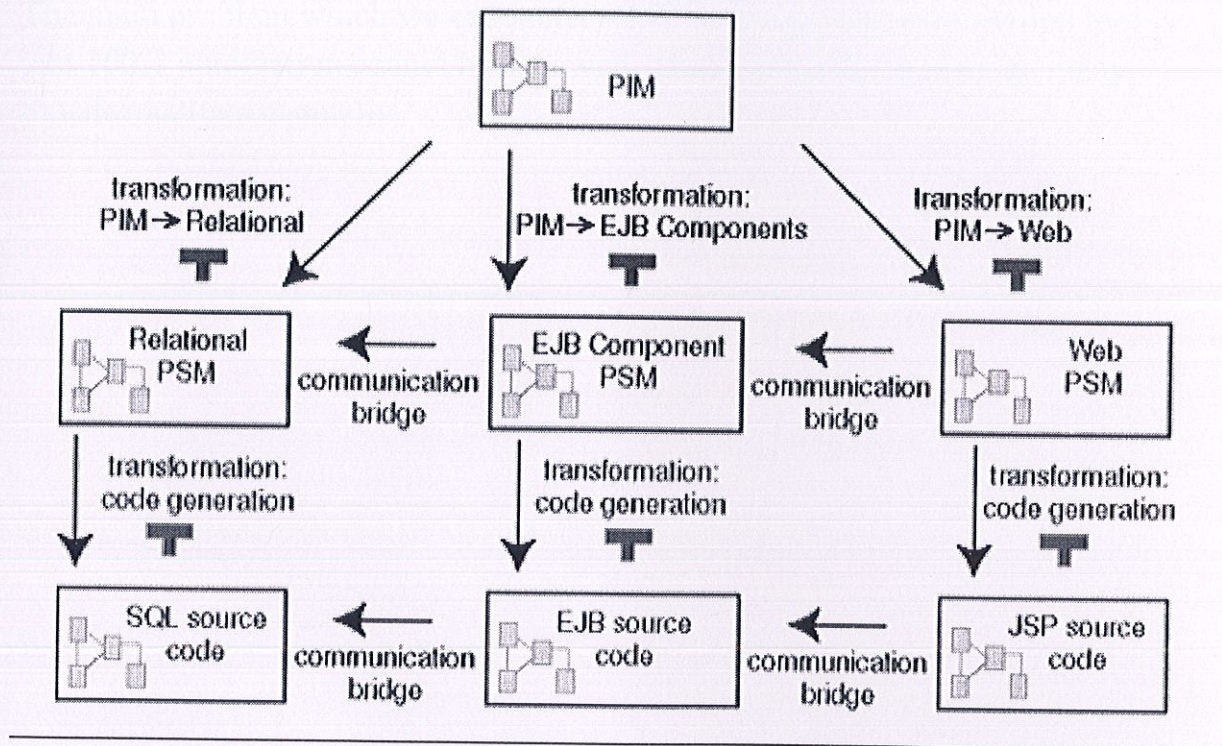 PIM
transformation:
PIM→Relational
transformation:
PIM→EJB Components
transformation:
PIM→Web
Relational
PSM
communication
bridge
EJB Component
PSM
communication
bridge
Web
PSM
transformation:
code generation
transformation:
code generation
transformation:
code generation
SQL source
code
communication
bridge
EJB source
code
communication
bridge
JSP source
code